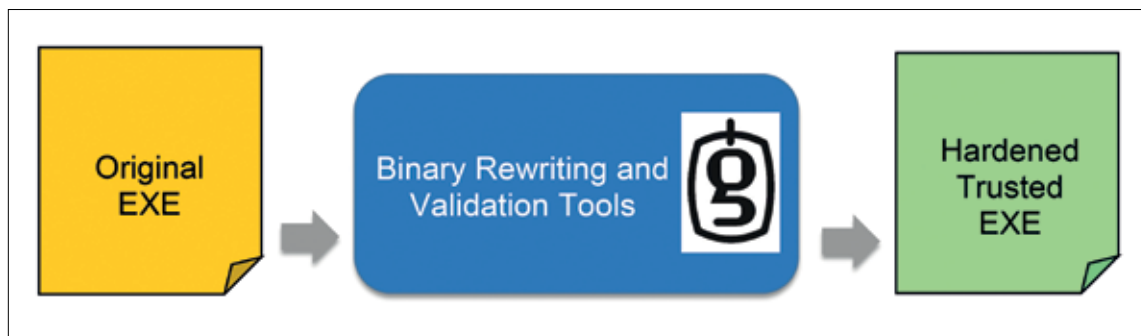 Original
EXE
Binary Rewriting and
Validation Tools
g
Hardened
Trusted
EXE